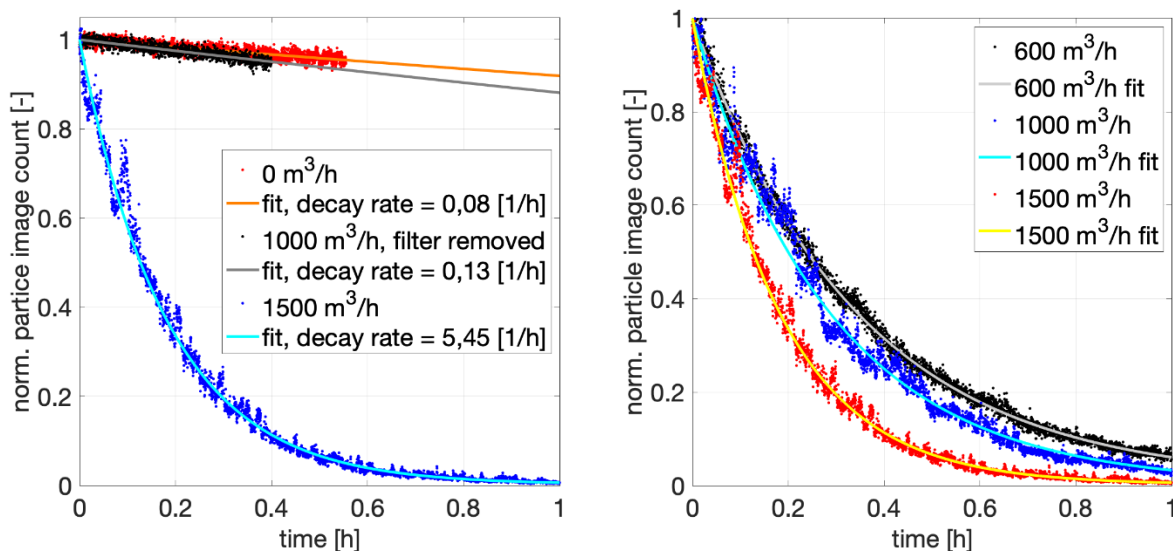 norm. partice image count [-]
1
0.8
0.6
0.4
0.2
0
0 m³/h
fit, decay rate = 0,08 [1/h]
1000 m³/h, filter removed
fit, decay rate = 0,13 [1/h]
1500 m³/h
fit, decay rate = 5,45 [1/h]
0 0.2 0.4 0.6 0.8 1
time [h]
norm. particle image count [-]
1
0.8
0.6
0.4
0.2
0
600 m³/h
600 m³/h fit
1000 m³/h
1000 m³/h fit
1500 m³/h
1500 m³/h fit
0 0.2 0.4 0.6 0.8 1
time [h]